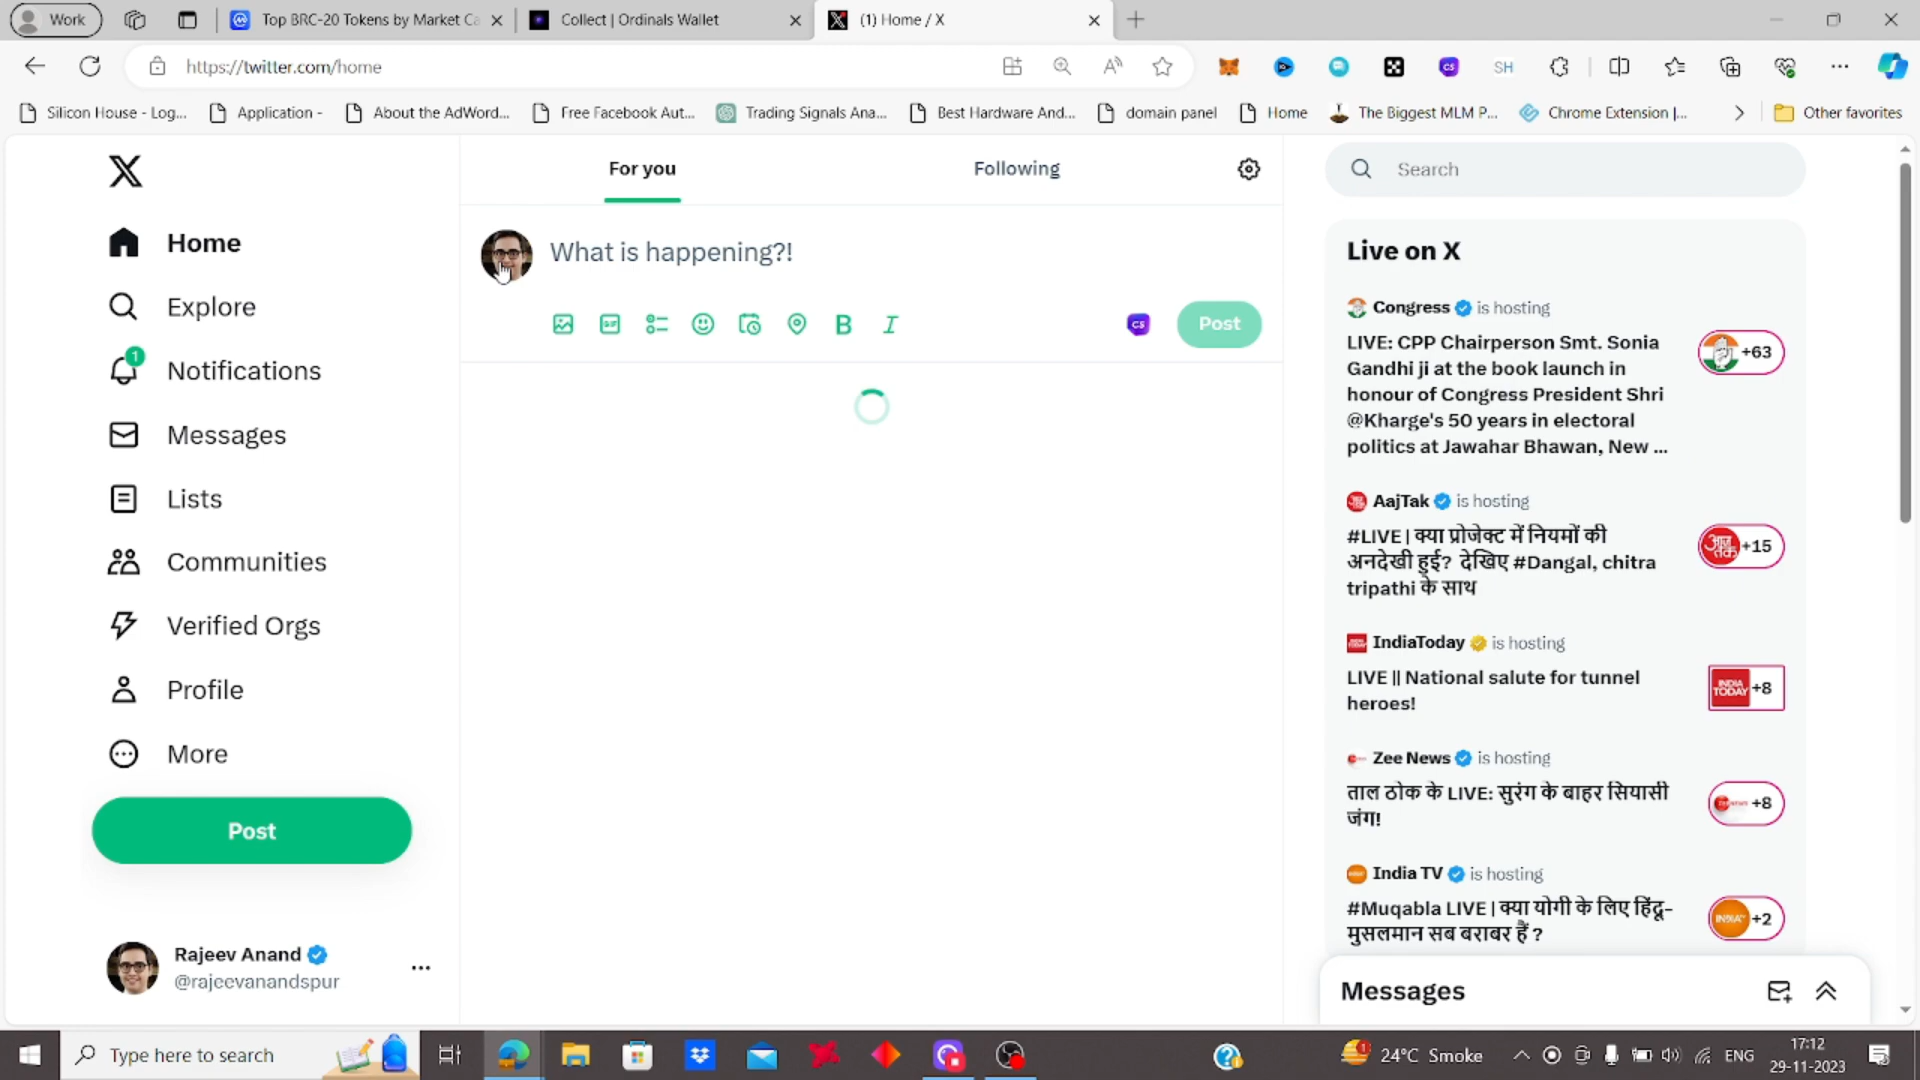 Work
Top BRC-20 Tokens by Market Ca
Collect | Ordinals Wallet
(1) Home / X
https://twitter.com/home
Silicon House - Log...
Application -
About the AdWord...
Free Facebook Aut...
Trading Signals Ana...
Best Hardware And...
domain panel
Home
The Biggest MLM P...
Chrome Extension |...
Other favorites
Home
Explore
1
Notifications
Messages
Lists
Communities
Verified Orgs
Profile
More
Post
Rajeev Anand
@rajeevanandspur
For you
Following
What is happening?!
GIF
B
I
CS
Post
Search
Live on X
Congress is hosting
LIVE: CPP Chairperson Smt. Sonia
Gandhi ji at the book launch in
honour of Congress President Shri
@Kharge's 50 years in electoral
politics at Jawahar Bhawan, New ...
+63
AajTak is hosting
#LIVE | क्या प्रोजेक्ट में नियमों की
अनदेखी हुई? देखिए #Dangal, chitra
tripathi के साथ
आज तक
+15
IndiaToday is hosting
LIVE || National salute for tunnel
heroes!
INDIA TODAY
+8
Zee News is hosting
ताल ठोक के LIVE: सुरंग के बाहर सियासी
जंग!
+8
India TV is hosting
#Muqabla LIVE | क्या योगी के लिए हिंदू-
मुसलमान सब बराबर हैं ?
+2
Messages
Type here to search
24°C Smoke
ENG
17:12
29-11-2023